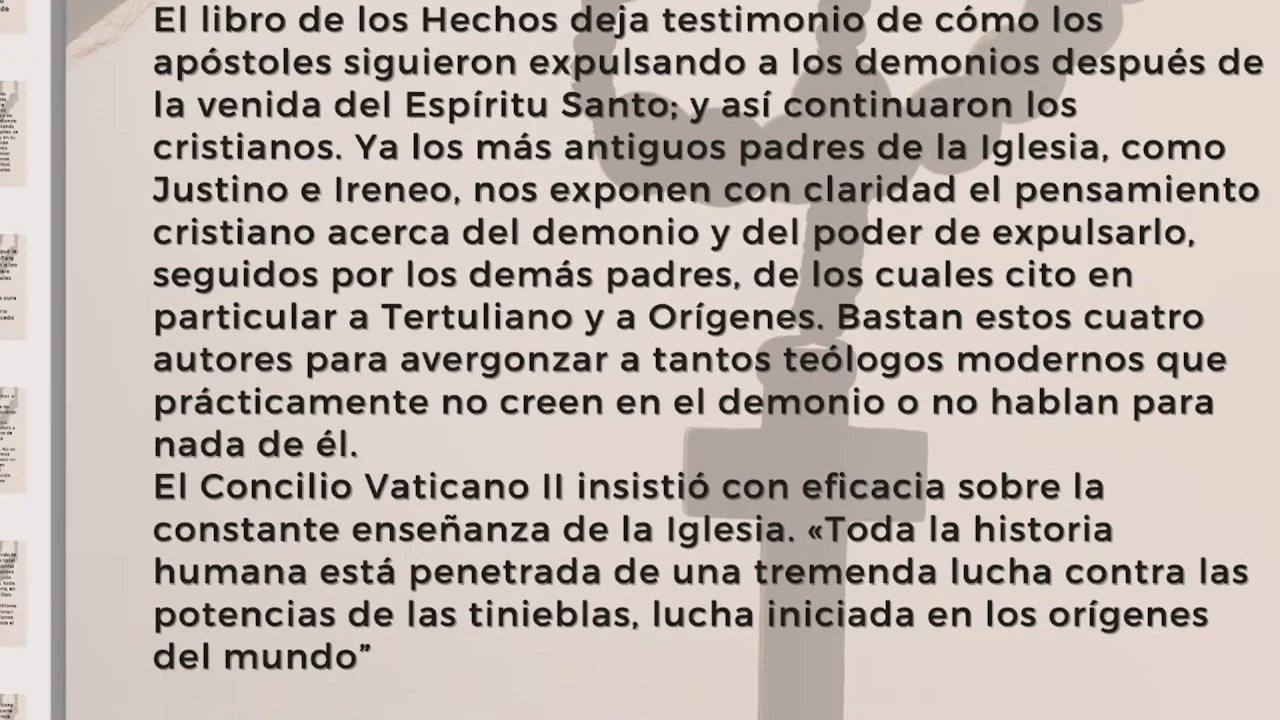 El libro de los Hechos deja testimonio de cómo los
apóstoles siguieron expulsando a los demonios después de
la venida del Espíritu Santo; y así continuaron los
cristianos. Ya los más antiguos padres de la Iglesia, como
Justino e Ireneo, nos exponen con claridad el pensamiento
cristiano acerca del demonio y del poder de expulsarlo,
seguidos por los demás padres, de los cuales cito en
particular a Tertuliano y a Orígenes. Bastan estos cuatro
autores para avergonzar a tantos teólogos modernos que
prácticamente no creen en el demonio o no hablan para
nada de él.
El Concilio Vaticano II insistió con eficacia sobre la
constante enseñanza de la Iglesia. «Toda la historia
humana está penetrada de una tremenda lucha contra las
potencias de las tinieblas, lucha iniciada en los orígenes
del mundo”